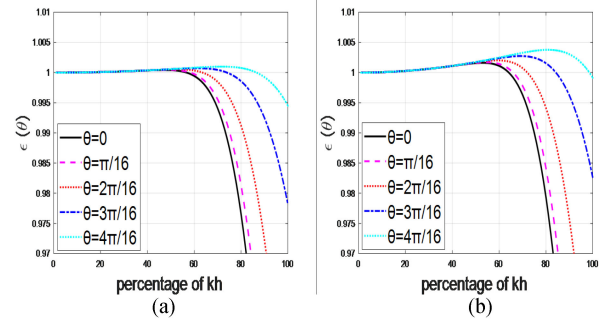 1.01
1.005
1
0.995
0.99
0.985
0.98
0.975
0.97
ϵ (θ)
θ=0
θ=π/16
θ=2π/16
θ=3π/16
θ=4π/16
0 20 40 60 80 100
percentage of kh
(a)
1.01
1.005
1
0.995
0.99
0.985
0.98
0.975
0.97
ϵ (θ)
θ=0
θ=π/16
θ=2π/16
θ=3π/16
θ=4π/16
0 20 40 60 80 100
percentage of kh
(b)